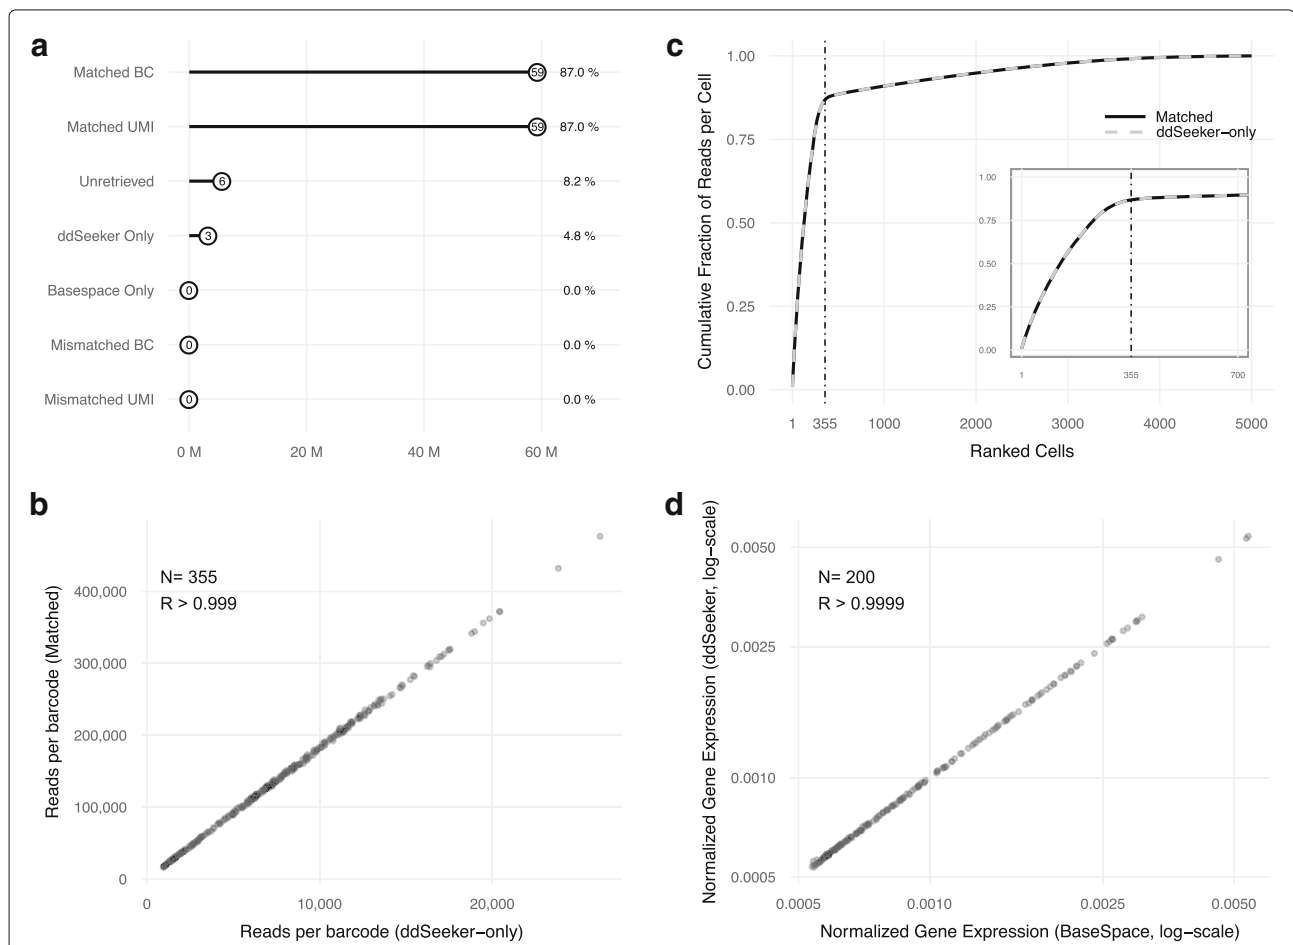 a
Matched BC 59 87.0 %
Matched UMI 59 87.0 %
Unretrieved 6 8.2 %
ddSeeker Only 3 4.8 %
Basespace Only 0 0.0 %
Mismatched BC 0 0.0 %
Mismatched UMI 0 0.0 %
0 M 20 M 40 M 60 M
b
N= 355
R > 0.999
Reads per barcode (Matched)
400,000
300,000
200,000
100,000
0
0 10,000 20,000
Reads per barcode (ddSeeker−only)
c
Cumulative Fraction of Reads per Cell
1.00
0.75
0.50
0.25
0.00
Matched
ddSeeker−only
1.00
0.75
0.50
0.25
0.00
1 355 700
1 355 1000 2000 3000 4000 5000
Ranked Cells
d
Normalized Gene Expression (ddSeeker, log−scale)
N= 200
R > 0.9999
0.0050
0.0025
0.0010
0.0005
0.0005 0.0010 0.0025 0.0050
Normalized Gene Expression (BaseSpace, log−scale)